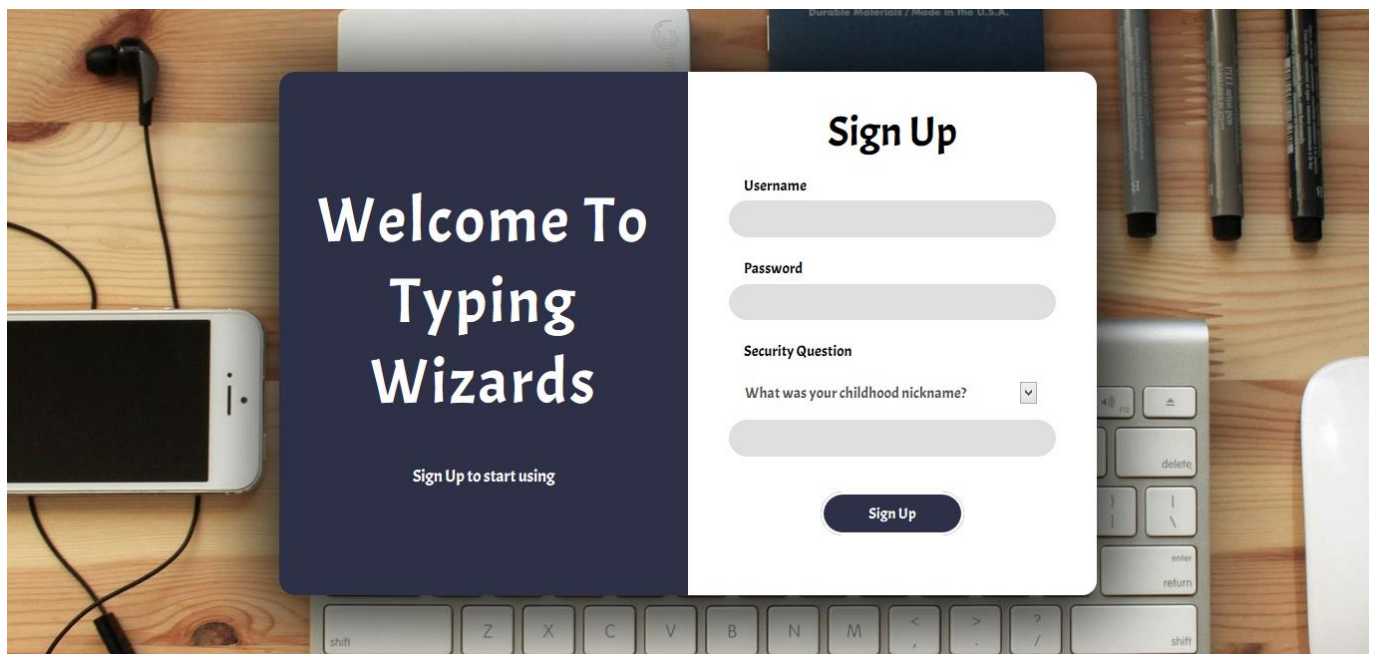 Durable Materials / Made in the U.S.A.
Welcome To
Typing
Wizards
Sign Up to start using
Sign Up
Username
Password
Security Question
What was your childhood nickname?
Sign Up
F12
delete
}
]
|
\
enter
return
shift
Z
X
C
V
B
N
M
<
,
>
.
?
/
shift